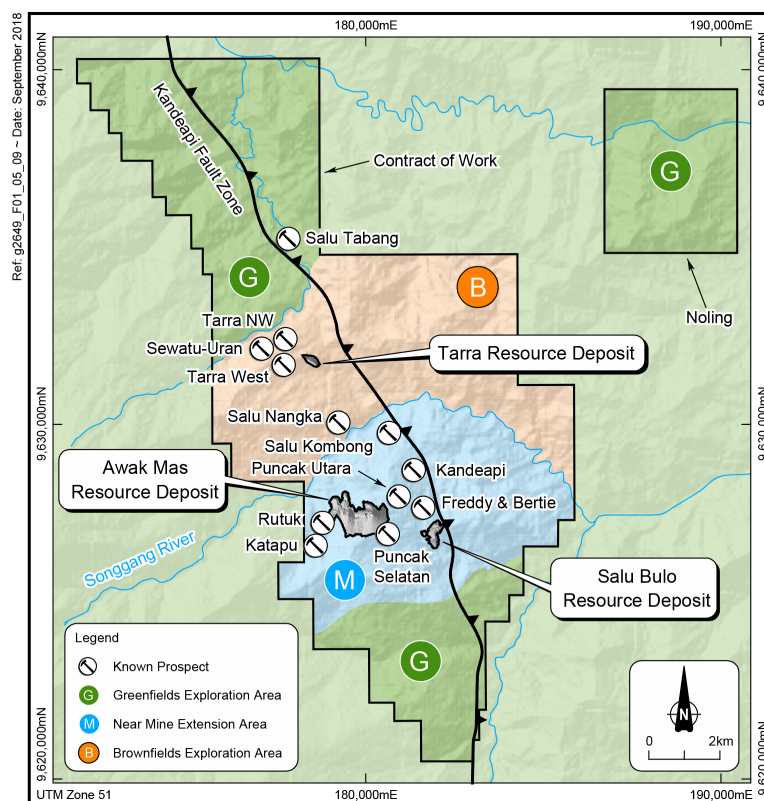 180,000mE
190,000mE
9,640,000mN
9,640,000mN
Ref: g2649_F01_05_09 ~ Date: September 2018
Kandeapi Fault Zone
Contract of Work
G
Salu Tabang
G
B
Noling
Tarra NW
Sewatu-Uran
Tarra West
Tarra Resource Deposit
Salu Nangka
9,630,000mN
9,630,000mN
Salu Kombong
Puncak Utara
Kandeapi
Awak Mas
Resource Deposit
Freddy & Bertie
Rutuki
Katapu
Puncak
Selatan
Songgang River
M
Salu Bulo
Resource Deposit
G
Legend
Known Prospect
G Greenfields Exploration Area
M Near Mine Extension Area
B Brownfields Exploration Area
N
0 2km
9,620,000mN
9,620,000mN
UTM Zone 51
180,000mE
190,000mE